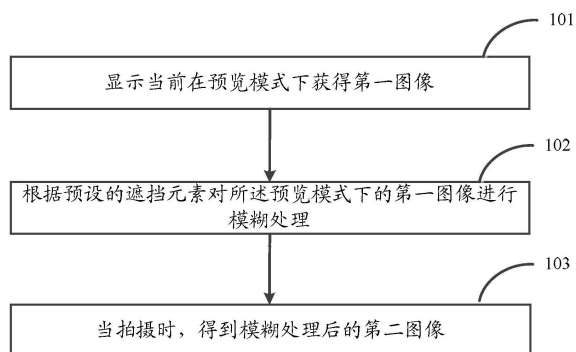 101
显示当前在预览模式下获得第一图像
102
根据预设的遮挡元素对所述预览模式下的第一图像进行
模糊处理
103
当拍摄时，得到模糊处理后的第二图像